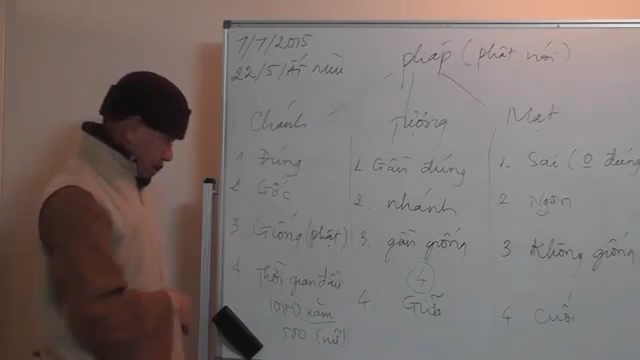 7/7/2015
22/5/Ất mùi
pháp (phật nói)
Chánh
1 Đúng
2 Gốc
3 Giống (phật)
4 Thời gian đầu
1000 năm
500 (nữ)
Tượng
1. Gần đúng
2. nhánh
3. gần giống
4
4. Giữa
Mạt
1. Sai (0 đúng
2 Ngọn
3 Không giống
4 Cuối